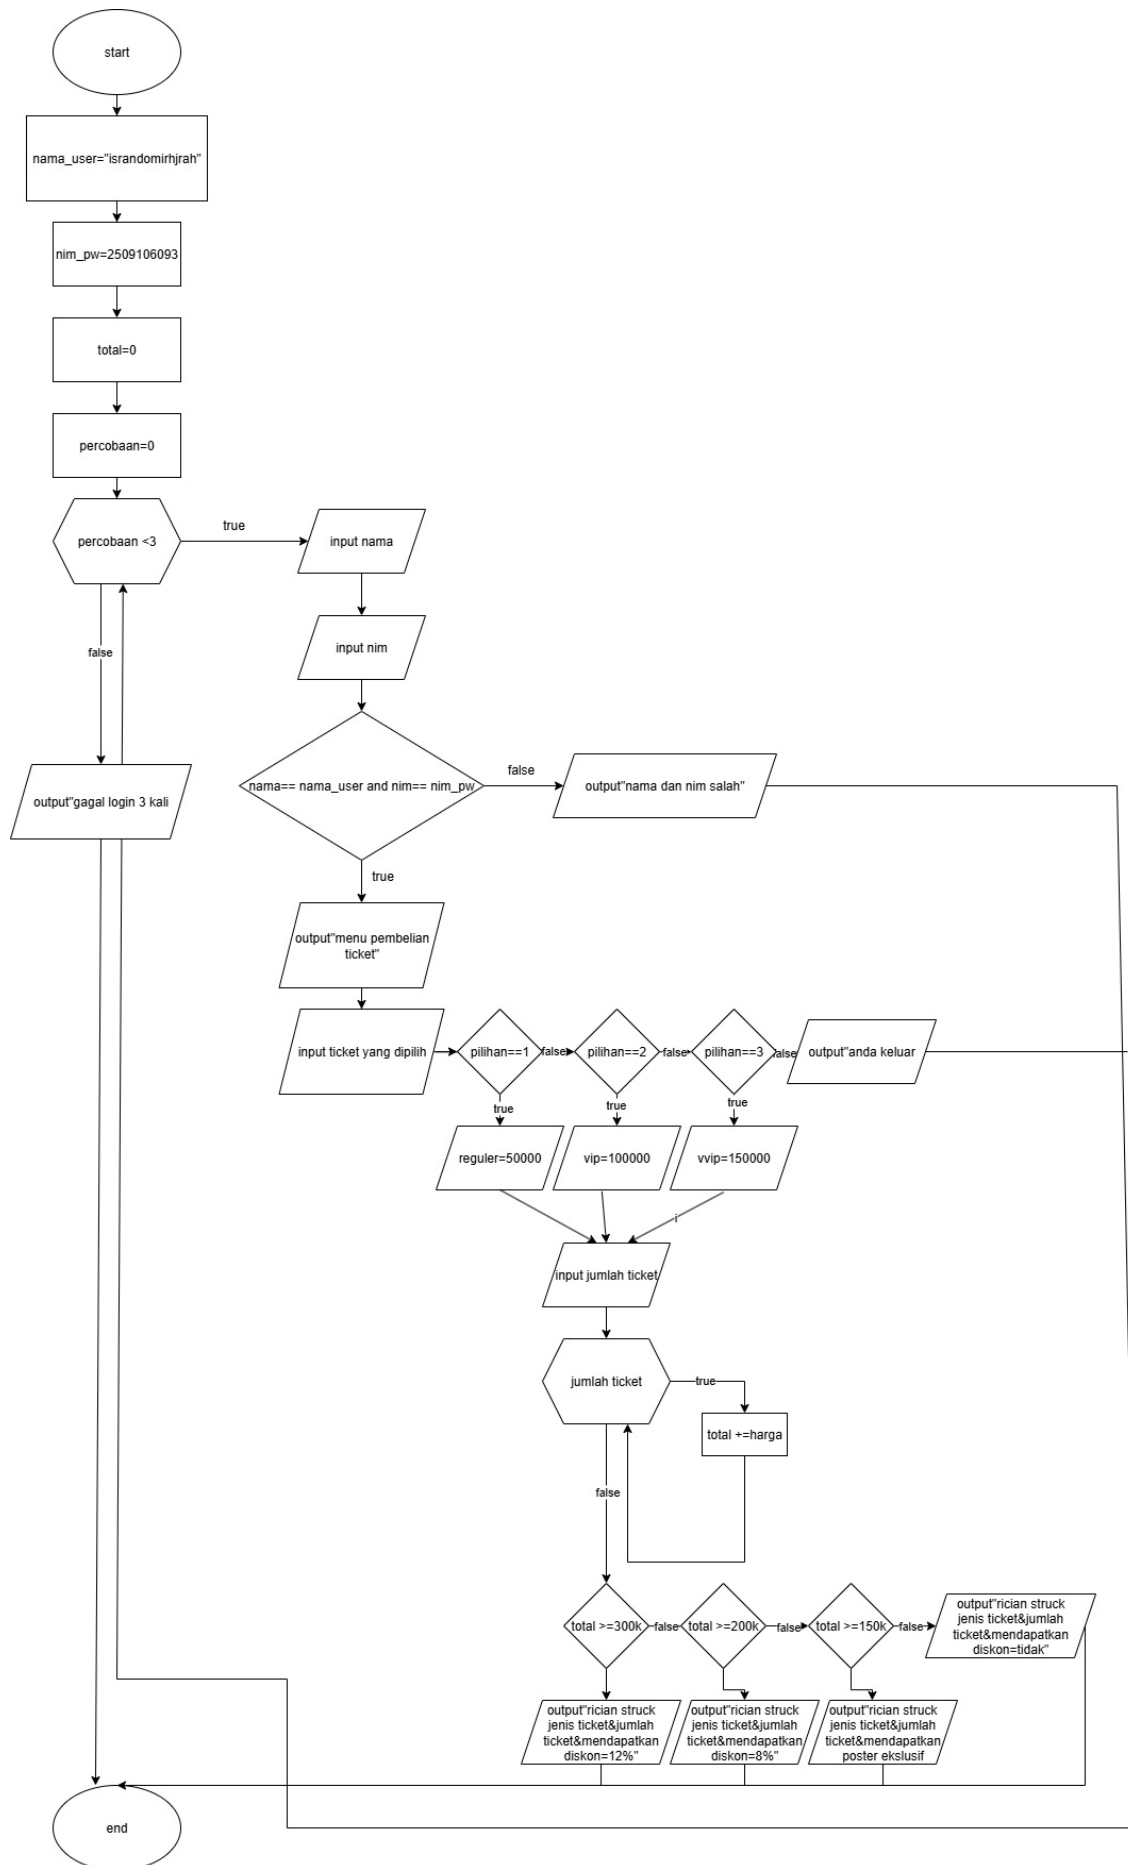 start
nama_user="israndomirhjrah"
nim_pw=2509106093
total=0
percobaan=0
percobaan <3
true
input nama
input nim
false
nama== nama_user and nim== nim_pw
false
output"nama dan nim salah"
output"gagal login 3 kali
true
output"menu pembelian
ticket"
input ticket yang dipilih
pilihan==1
false
pilihan==2
false
pilihan==3
false
output"anda keluar
true
true
true
reguler=50000
vip=100000
vvip=150000
i
input jumlah ticket
jumlah ticket
true
total +=harga
false
total >=300k
false
total >=200k
false
total >=150k
false
output"rician struck
jenis ticket&jumlah
ticket&mendapatkan
diskon=tidak"
output"rician struck
jenis ticket&jumlah
ticket&mendapatkan
diskon=12%"
output"rician struck
jenis ticket&jumlah
ticket&mendapatkan
diskon=8%"
output"rician struck
jenis ticket&jumlah
ticket&mendapatkan
poster ekslusif
end